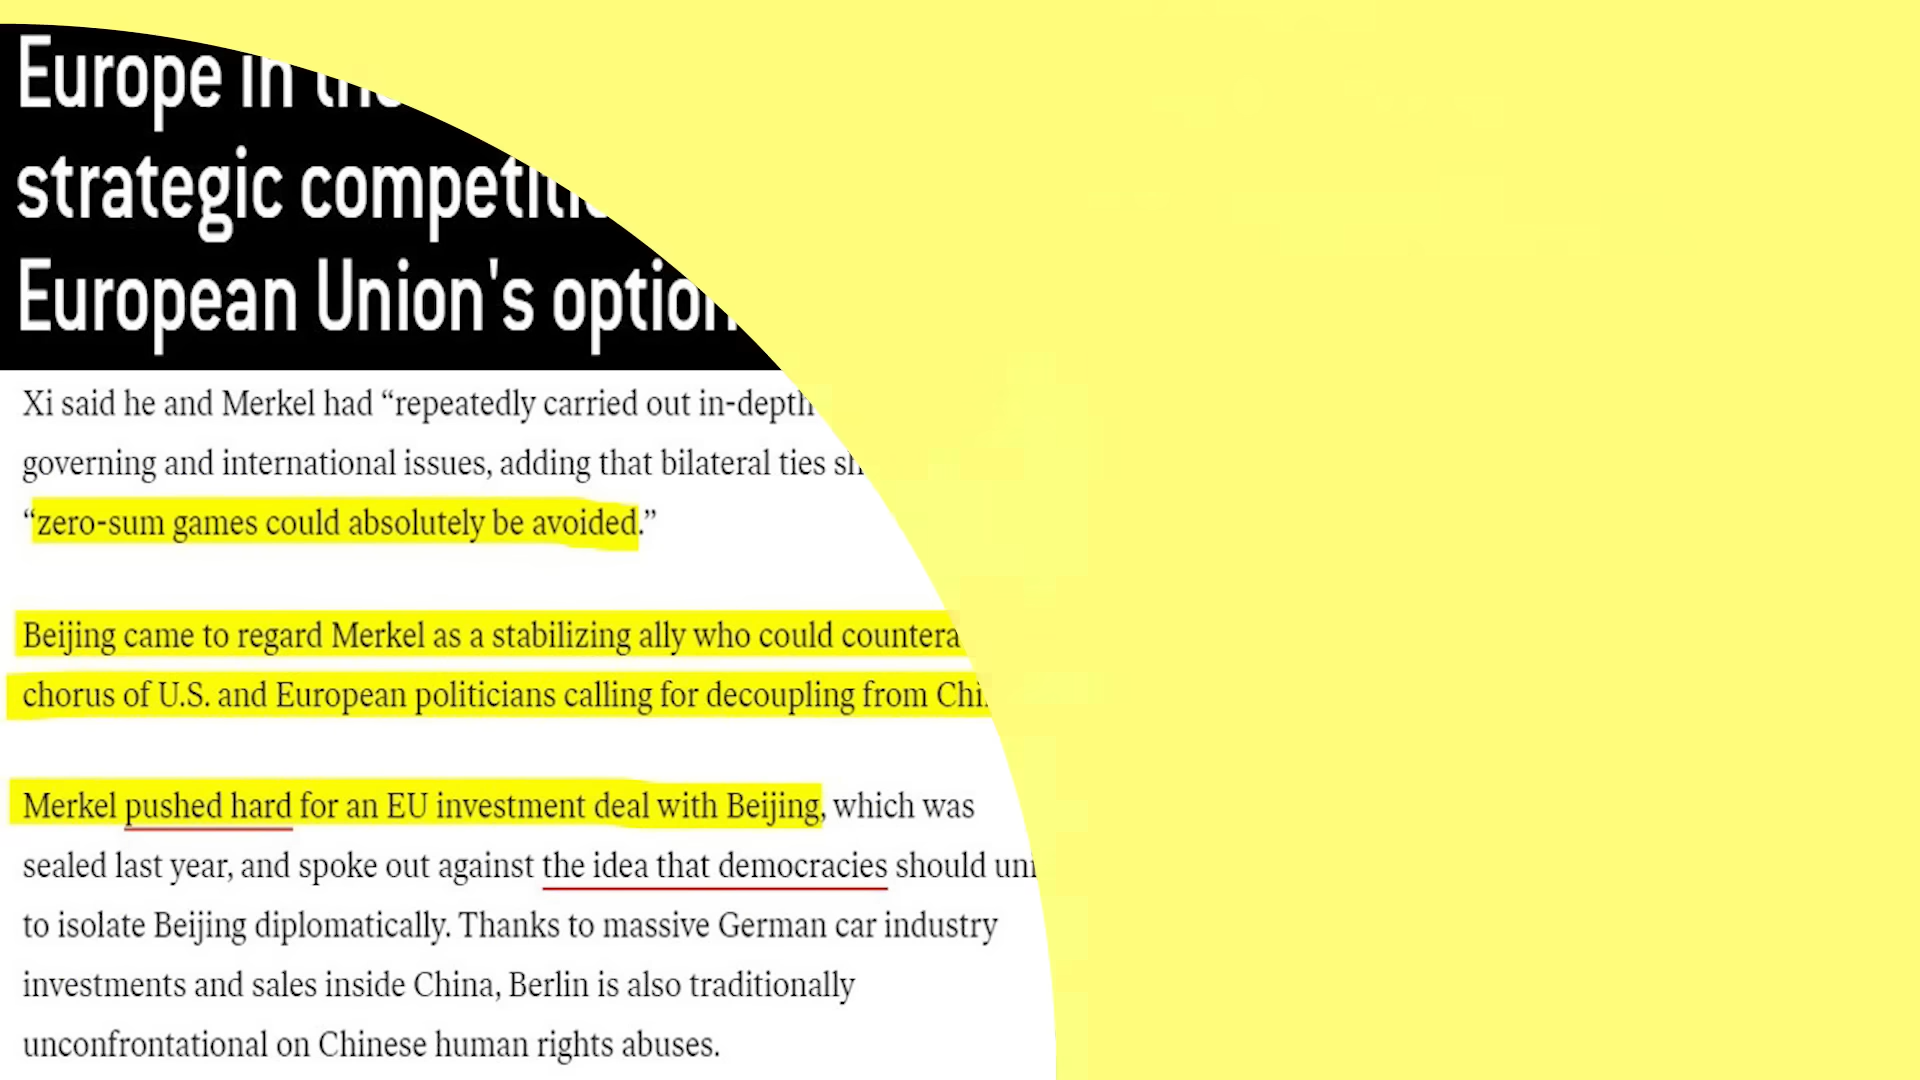 Europe in
strategic
European Union's
Xi said he and Merkel had “repeatedly carried out in-depth
governing and international issues, adding that bilateral ties
“zero-sum games could absolutely be avoided.”
Beijing came to regard Merkel as a stabilizing ally who could
chorus of U.S. and European politicians calling for decoupling from
Merkel pushed hard for an EU investment deal with Beijing, which was
sealed last year, and spoke out against the idea that democracies should
to isolate Beijing diplomatically. Thanks to massive German car industry
investments and sales inside China, Berlin is also traditionally
unconfrontational on Chinese human rights abuses.